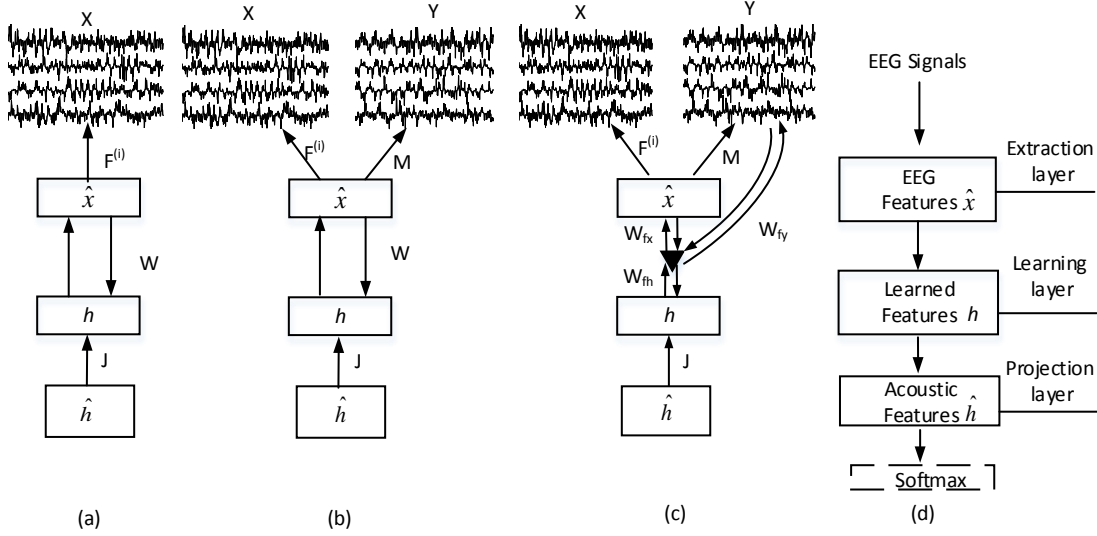 X
F(i)
x̂
W
h
J
ĥ
(a)
X
Y
F(i)
M
x̂
W
h
J
ĥ
(b)
X
Y
F(i)
M
x̂
Wfx
Wfy
Wfh
h
J
ĥ
(c)
EEG Signals
Extraction
layer
EEG
Features x̂
Learning
layer
Learned
Features h
Projection
layer
Acoustic
Features ĥ
Softmax
(d)